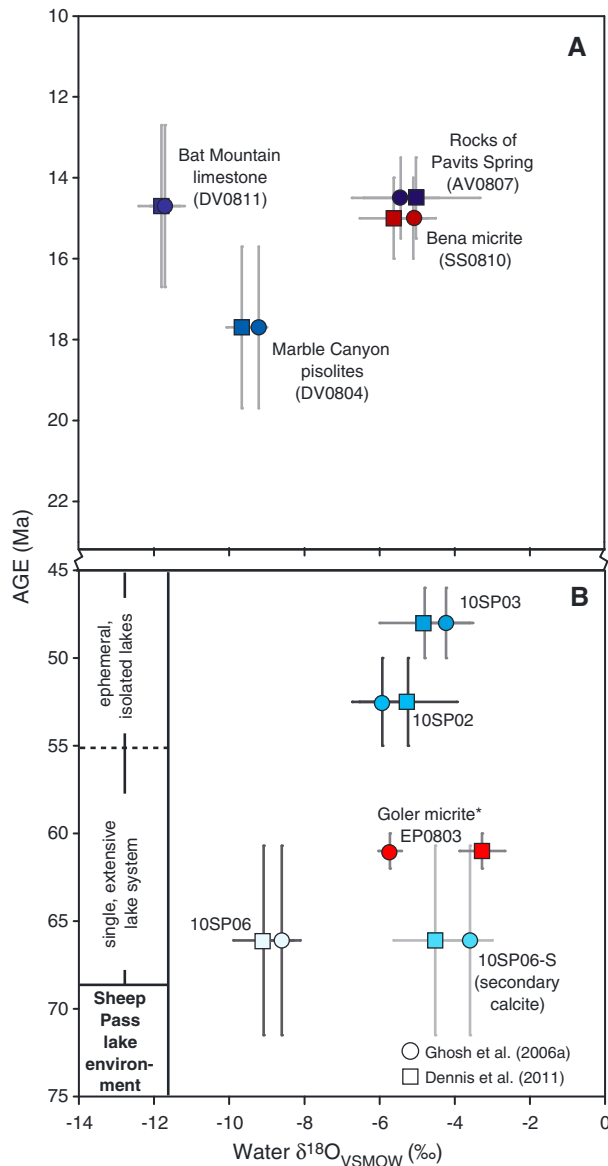 10
A
Rocks of
Pavits Spring
(AV0807)
Bat Mountain
limestone
(DV0811)
12
14
16
Bena micrite
(SS0810)
18
Marble Canyon
pisolites
(DV0804)
20
22
AGE (Ma)
45
B
ephemeral,
isolated lakes
10SP03
50
10SP02
55
single, extensive
lake system
Goler micrite*
EP0803
60
65
10SP06
10SP06-S
(secondary
calcite)
70
Sheep
Pass
lake
environ-
ment
Ghosh et al. (2006a)
Dennis et al. (2011)
75
-14 -12 -10 -8 -6 -4 -2 0
Water δ18OVSMOW (‰)